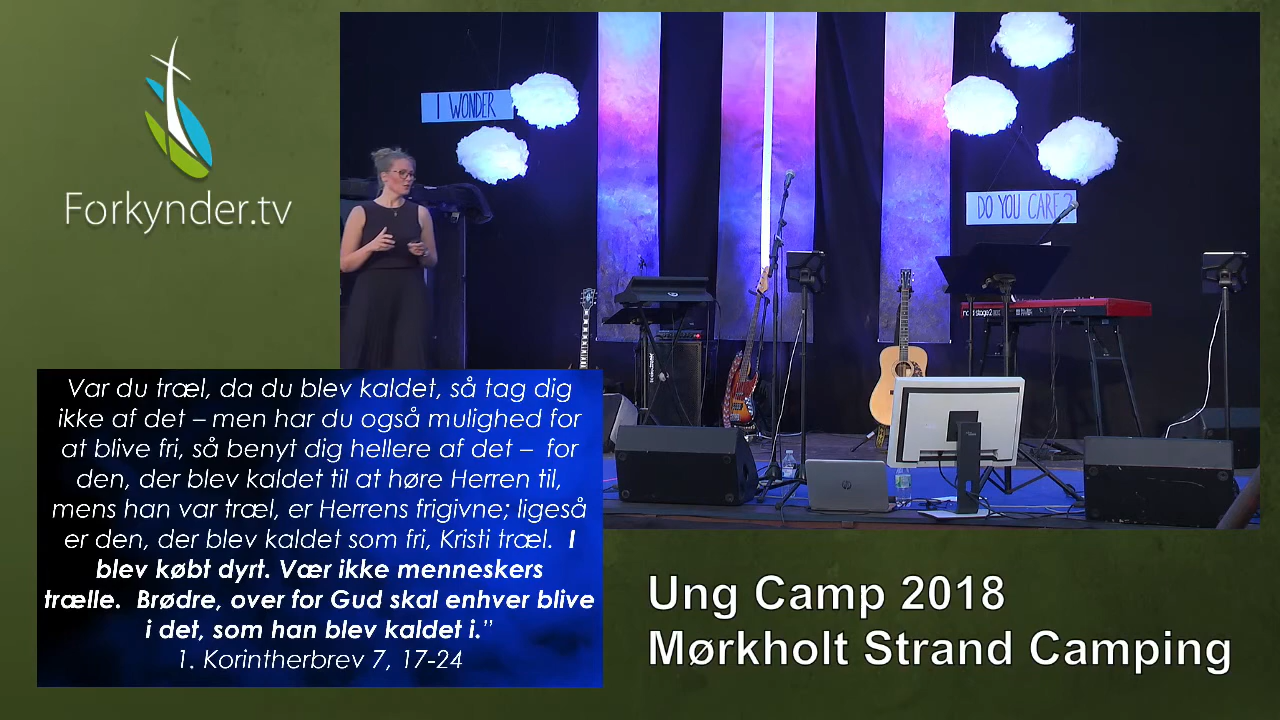 Forkynder.tv
I WONDER
DO YOU CARE?
Var du træl, da du blev kaldet, så tag dig
ikke af det – men har du også mulighed for
at blive fri, så benyt dig hellere af det – for
den, der blev kaldet til at høre Herren til,
mens han var træl, er Herrens frigivne; ligeså
er den, der blev kaldet som fri, Kristi træl. I
blev købt dyrt. Vær ikke menneskers
trælle. Brødre, over for Gud skal enhver blive
i det, som han blev kaldet i.”
1. Korintherbrev 7, 17-24
Ung Camp 2018
Mørkholt Strand Camping